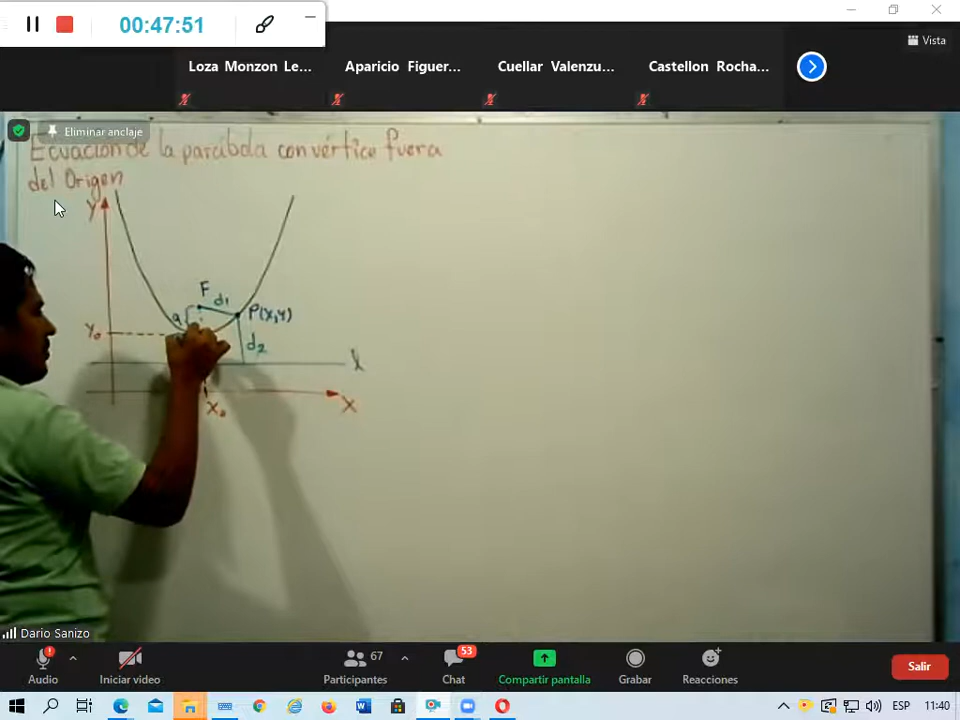 00:47:51
Vista
Loza Monzon Le...
Aparicio Figuer...
Cuellar Valenzu...
Castellon Rocha...
Eliminar anclaje
Ecuación de la parábola con vértice fuera
del Origen
Y
F
d1
a
P(X,Y)
Y₀
d2
X₀
X
Dario Sanizo
Audio
Iniciar video
67
Participantes
53
Chat
Compartir pantalla
Grabar
Reacciones
Salir
ESP
11:40